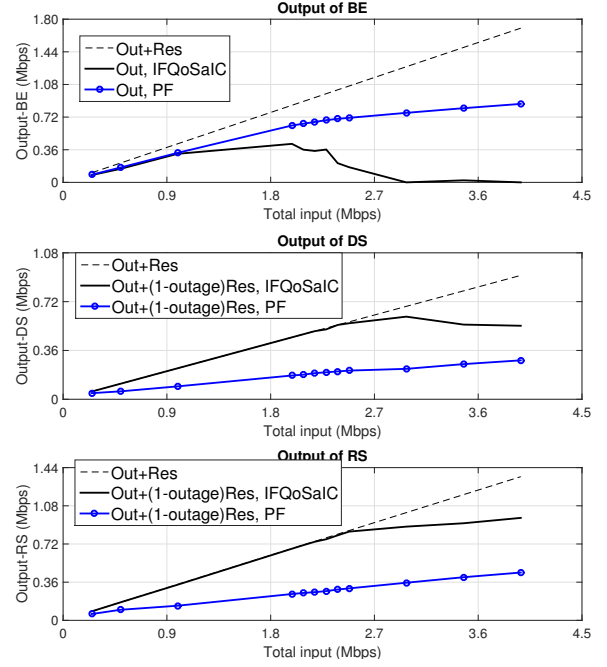 Output of BE
Output-BE (Mbps)
1.80
1.44
1.08
0.72
0.36
0
Out+Res
Out, IFQoSaIC
Out, PF
0 0.9 1.8 2.7 3.6 4.5
Total input (Mbps)
Output of DS
Output-DS (Mbps)
1.08
0.72
0.36
0
Out+Res
Out+(1-outage)Res, IFQoSaIC
Out+(1-outage)Res, PF
0 0.9 1.8 2.7 3.6 4.5
Total input (Mbps)
Output of RS
Output-RS (Mbps)
1.44
1.08
0.72
0.36
0
Out+Res
Out+(1-outage)Res, IFQoSaIC
Out+(1-outage)Res, PF
0 0.9 1.8 2.7 3.6 4.5
Total input (Mbps)